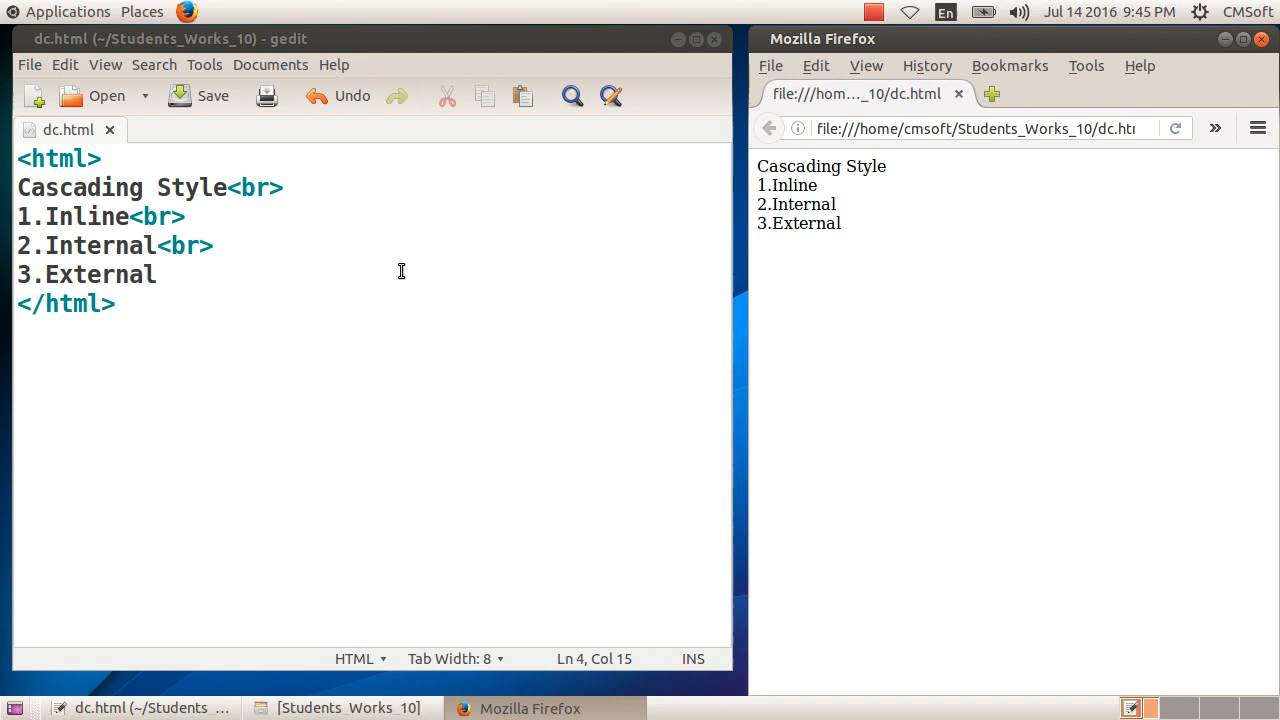 Applications Places En Jul 14 2016 9:45 PM CMSoft
dc.html (~/Students_Works_10) - gedit
File Edit View Search Tools Documents Help
Open Save Undo
dc.html
<html>
Cascading Style<br>
1.Inline<br>
2.Internal<br>
3.External
</html>
HTML Tab Width: 8 Ln 4, Col 15 INS
Mozilla Firefox
File Edit View History Bookmarks Tools Help
file:///hom..._10/dc.html
file:///home/cmsoft/Students_Works_10/dc.htm
Cascading Style
1.Inline
2.Internal
3.External
dc.html (~/Students_... [Students_Works_10] Mozilla Firefox